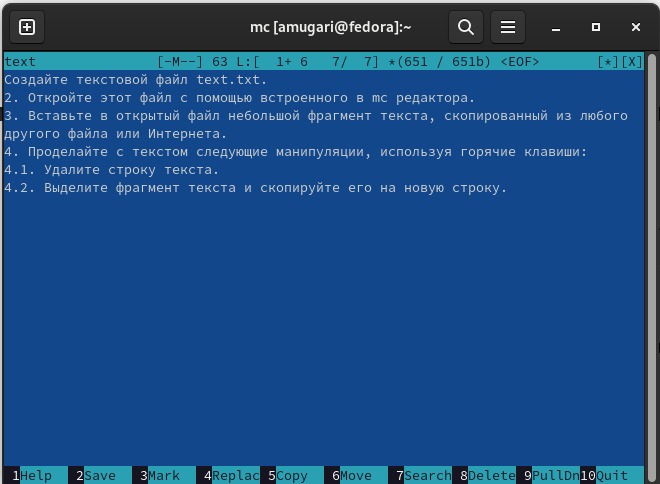 mc [amugari@fedora]:~
text [-M--] 63 L:[ 1+ 6 7/ 7] *(651 / 651b) <EOF> [*][X]
Создайте текстовой файл text.txt.
2. Откройте этот файл с помощью встроенного в mc редактора.
3. Вставьте в открытый файл небольшой фрагмент текста, скопированный из любого
другого файла или Интернета.
4. Проделайте с текстом следующие манипуляции, используя горячие клавиши:
4.1. Удалите строку текста.
4.2. Выделите фрагмент текста и скопируйте его на новую строку.
1Help 2Save 3Mark 4Replac 5Copy 6Move 7Search 8Delete 9PullDn 10Quit